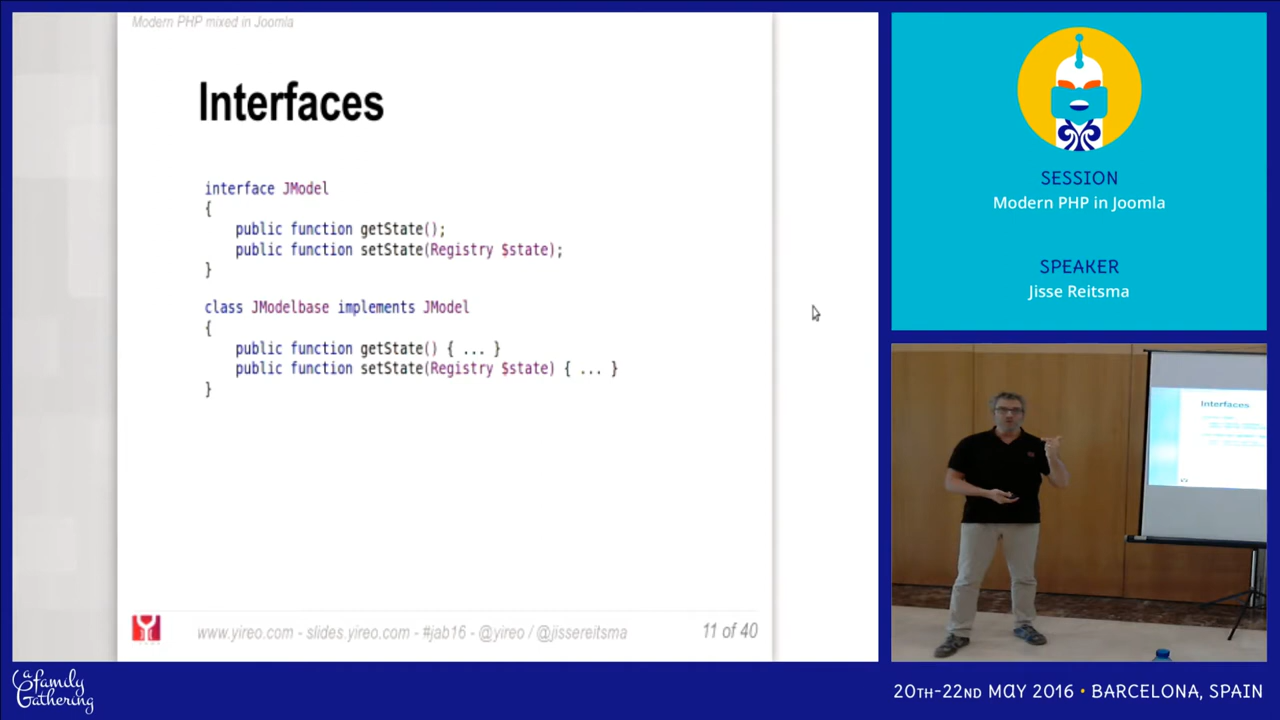 Modern PHP mixed in Joomla
Interfaces
interface JModel
{
public function getState();
public function setState(Registry $state);
}
class JModelbase implements JModel
{
public function getState() { ... }
public function setState(Registry $state) { ... }
}
www.yireo.com - slides.yireo.com - #jab16 - @yireo / @jissereitsma
11 of 40
SESSION
Modern PHP in Joomla
SPEAKER
Jisse Reitsma
Interfaces
a family
Gathering
20TH-22ND MAY 2016 • BARCELONA, SPAIN